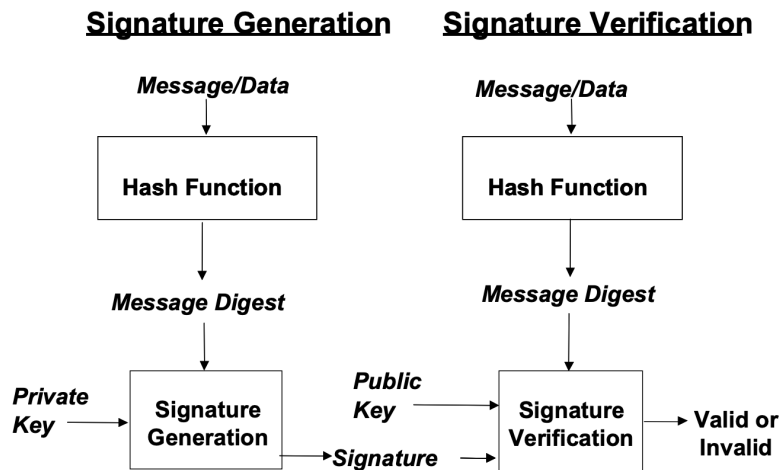 Signature Generation
Message/Data
Hash Function
Message Digest
Private
Key
Signature
Generation
Signature
Signature Verification
Message/Data
Hash Function
Message Digest
Public
Key
Signature
Verification
Valid or
Invalid